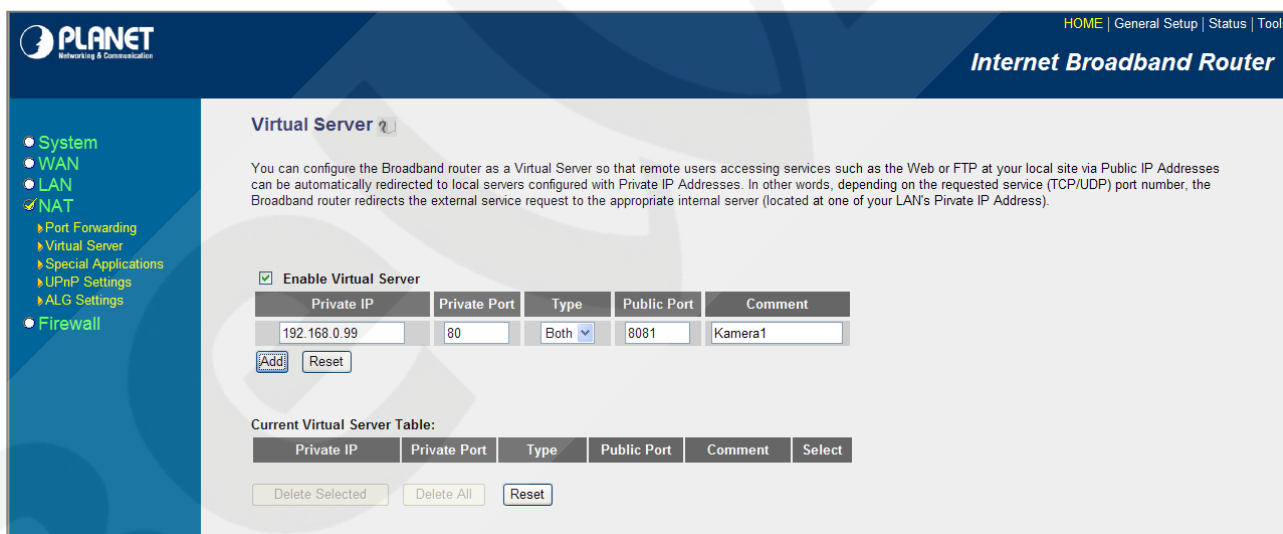 PLANET
Networking & Communication
HOME | General Setup | Status | Tool
Internet Broadband Router
System
WAN
LAN
NAT
Port Forwarding
Virtual Server
Special Applications
UPnP Settings
ALG Settings
Firewall
Virtual Server
You can configure the Broadband router as a Virtual Server so that remote users accessing services such as the Web or FTP at your local site via Public IP Addresses
can be automatically redirected to local servers configured with Private IP Addresses. In other words, depending on the requested service (TCP/UDP) port number, the
Broadband router redirects the external service request to the appropriate internal server (located at one of your LAN's Pivate IP Address).
Enable Virtual Server
Private IP Private Port Type Public Port Comment
192.168.0.99 80 Both 8081 Kamera1
Add Reset
Current Virtual Server Table:
Private IP Private Port Type Public Port Comment Select
Delete Selected Delete All Reset